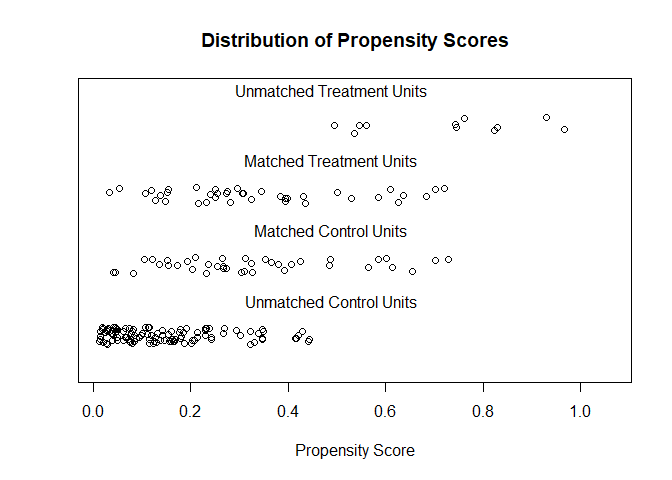 Distribution of Propensity Scores
Unmatched Treatment Units
Matched Treatment Units
Matched Control Units
Unmatched Control Units
0.0 0.2 0.4 0.6 0.8 1.0
Propensity Score